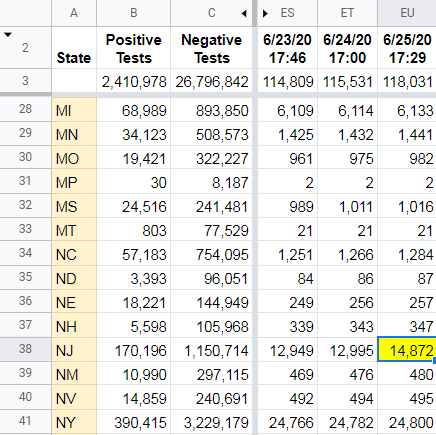 A B C ES ET EU
2 State Positive Tests Negative Tests 6/23/20 17:46 6/24/20 17:00 6/25/20 17:29
3 2,410,978 26,796,842 114,809 115,531 118,031
28 MI 68,989 893,850 6,109 6,114 6,133
29 MN 34,123 508,573 1,425 1,432 1,441
30 MO 19,421 322,227 961 975 982
31 MP 30 8,187 2 2 2
32 MS 24,516 241,481 989 1,011 1,016
33 MT 803 77,529 21 21 21
34 NC 57,183 754,095 1,251 1,266 1,284
35 ND 3,393 96,051 84 86 87
36 NE 18,221 144,949 249 256 257
37 NH 5,598 105,968 339 343 347
38 NJ 170,196 1,150,714 12,949 12,995 14,872
39 NM 10,990 297,115 469 476 480
40 NV 14,859 240,691 492 494 495
41 NY 390,415 3,229,179 24,766 24,782 24,800